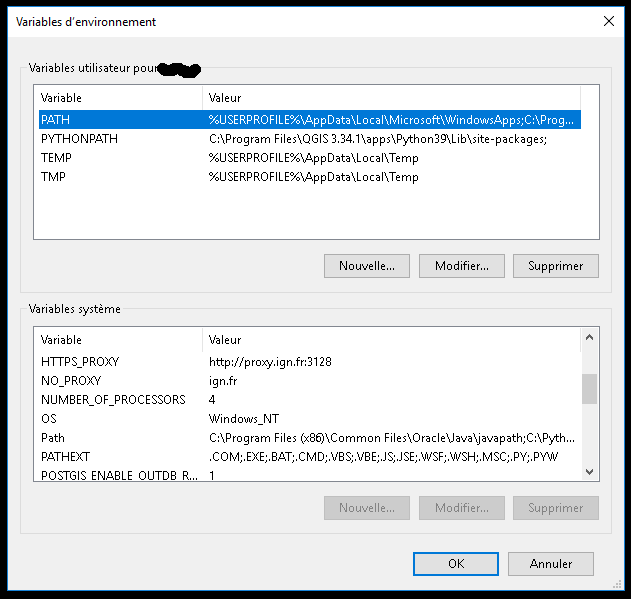 Variables d'environnement
Variables utilisateur pour
Variable Valeur
PATH %USERPROFILE%\AppData\Local\Microsoft\WindowsApps;C:\Prog...
PYTHONPATH C:\Program Files\QGIS 3.34.1\apps\Python39\Lib\site-packages;
TEMP %USERPROFILE%\AppData\Local\Temp
TMP %USERPROFILE%\AppData\Local\Temp
Nouvelle... Modifier... Supprimer
Variables système
Variable Valeur
HTTPS_PROXY http://proxy.ign.fr:3128
NO_PROXY ign.fr
NUMBER_OF_PROCESSORS 4
OS Windows_NT
Path C:\Program Files (x86)\Common Files\Oracle\Java\javapath;C:\Pyth...
PATHEXT .COM;.EXE;.BAT;.CMD;.VBS;.VBE;.JS;.JSE;.WSF;.WSH;.MSC;.PY;.PYW
POSTGIS_ENABLE_OUTDB_R... 1
Nouvelle... Modifier... Supprimer
OK Annuler